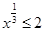 x^{1/3} ≤ 2